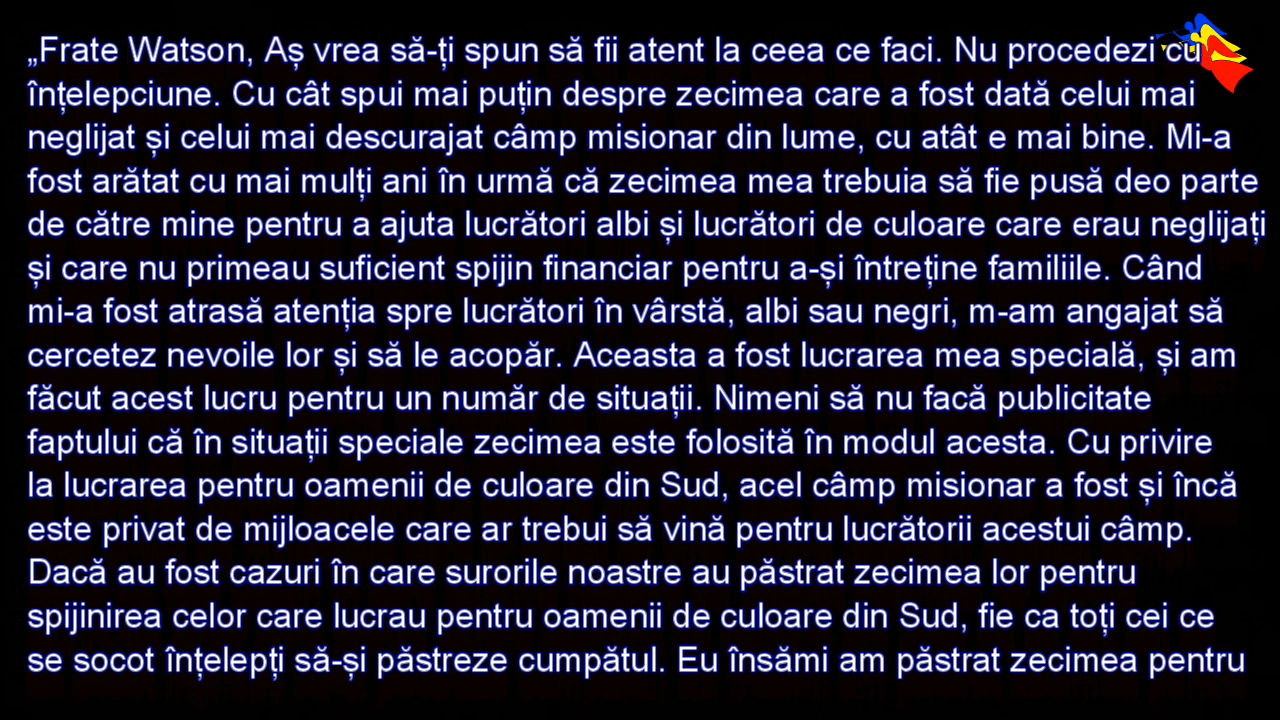 „Frate Watson, Aș vrea să-ți spun să fii atent la ceea ce faci. Nu procedezi cu
înțelepciune. Cu cât spui mai puțin despre zecimea care a fost dată celui mai
neglijat și celui mai descurajat câmp misionar din lume, cu atât e mai bine. Mi-a
fost arătat cu mai mulți ani în urmă că zecimea mea trebuia să fie pusă deo parte
de către mine pentru a ajuta lucrători albi și lucrători de culoare care erau neglijați
și care nu primeau suficient spijin financiar pentru a-și întreține familiile. Când
mi-a fost atrasă atenția spre lucrători în vârstă, albi sau negri, m-am angajat să
cercetez nevoile lor și să le acopăr. Aceasta a fost lucrarea mea specială, și am
făcut acest lucru pentru un număr de situații. Nimeni să nu facă publicitate
faptului că în situații speciale zecimea este folosită în modul acesta. Cu privire
la lucrarea pentru oamenii de culoare din Sud, acel câmp misionar a fost și încă
este privat de mijloacele care ar trebui să vină pentru lucrătorii acestui câmp.
Dacă au fost cazuri în care surorile noastre au păstrat zecimea lor pentru
spijinirea celor care lucrau pentru oamenii de culoare din Sud, fie ca toți cei ce
se socot înțelepți să-și păstreze cumpătul. Eu însămi am păstrat zecimea pentru